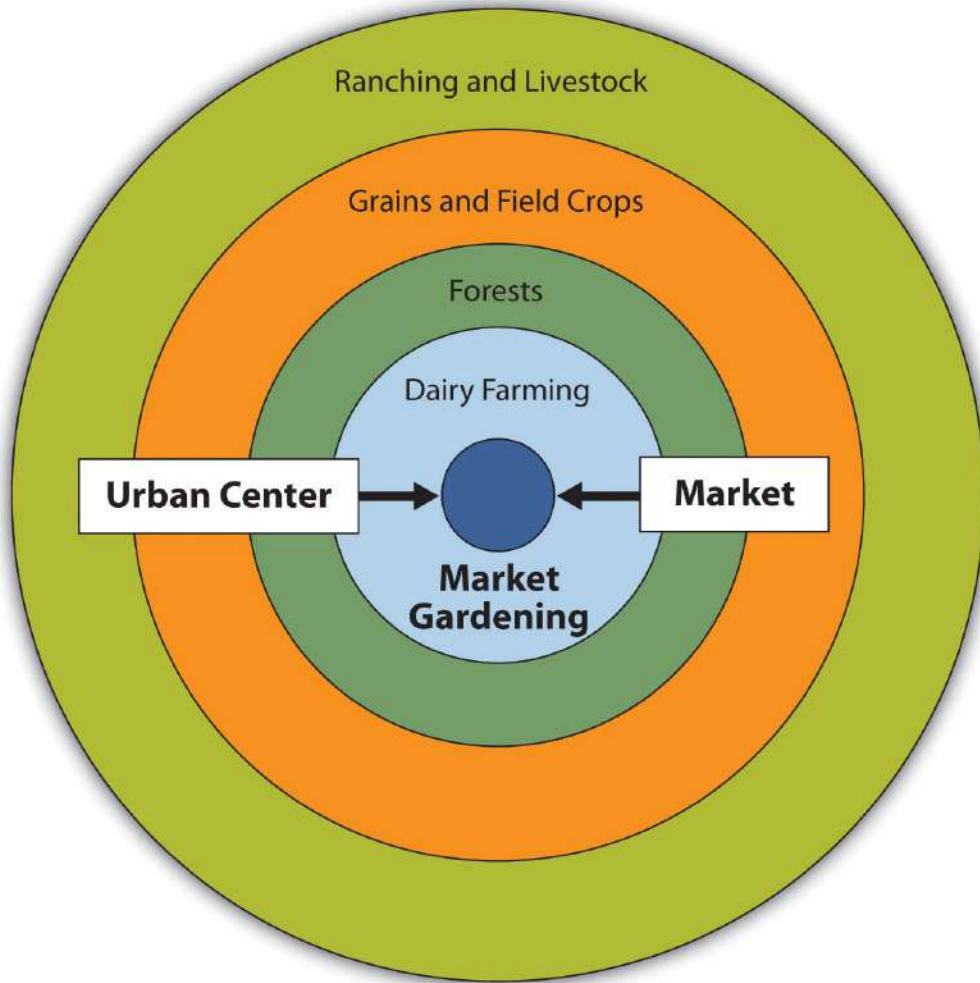 Ranching and Livestock
Grains and Field Crops
Forests
Dairy Farming
Urban Center
Market
Market
Gardening